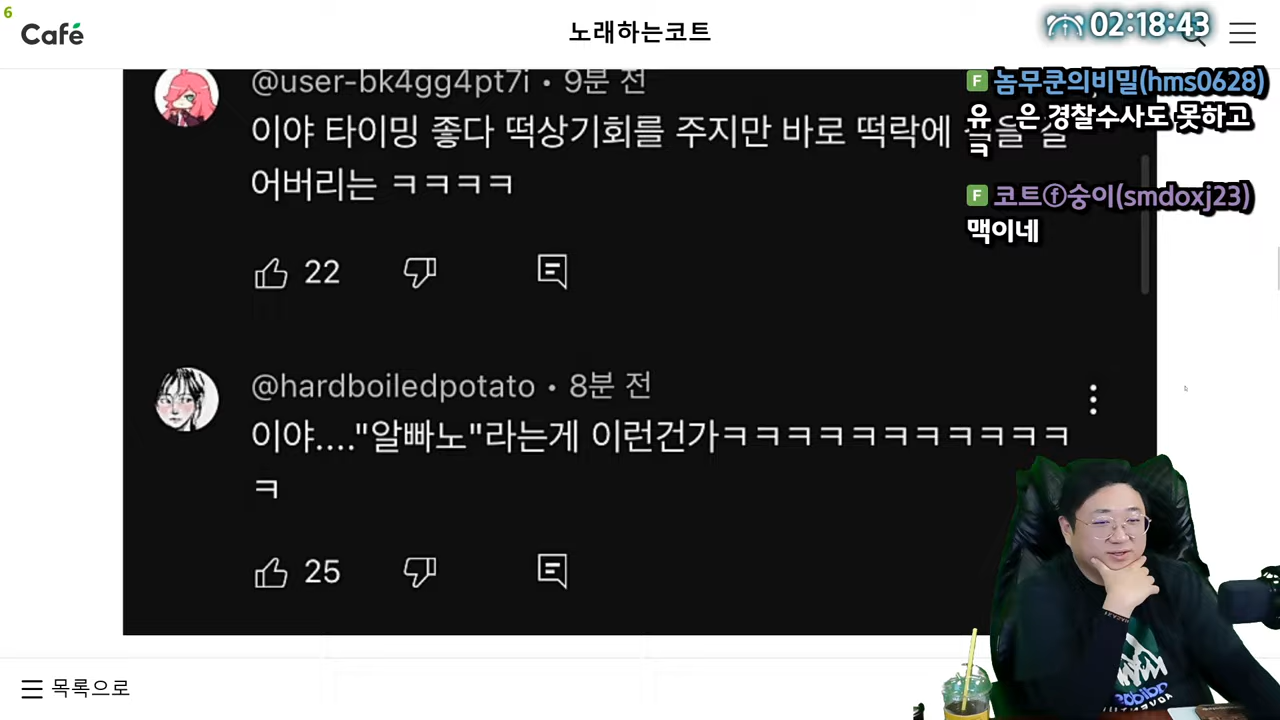 6
Café
노래하는코트
02:18:43
@user-bk4gg4pt7i • 9분 전
이야 타이밍 좋다 떡상기회를 주지만 바로 떡락에
어버리는 ㅋㅋㅋㅋ
22
@hardboiledpotato • 8분 전
이야...."알빠노"라는게 이런건가ㅋㅋㅋㅋㅋㅋㅋㅋㅋㅋㅋ
ㅋ
25
F 놈무쿤의비밀(hms0628)
은 경찰수사도 못하고
ㅋ
F 코트ⓕ숭이(smdoxj23)
맥이네
목록으로